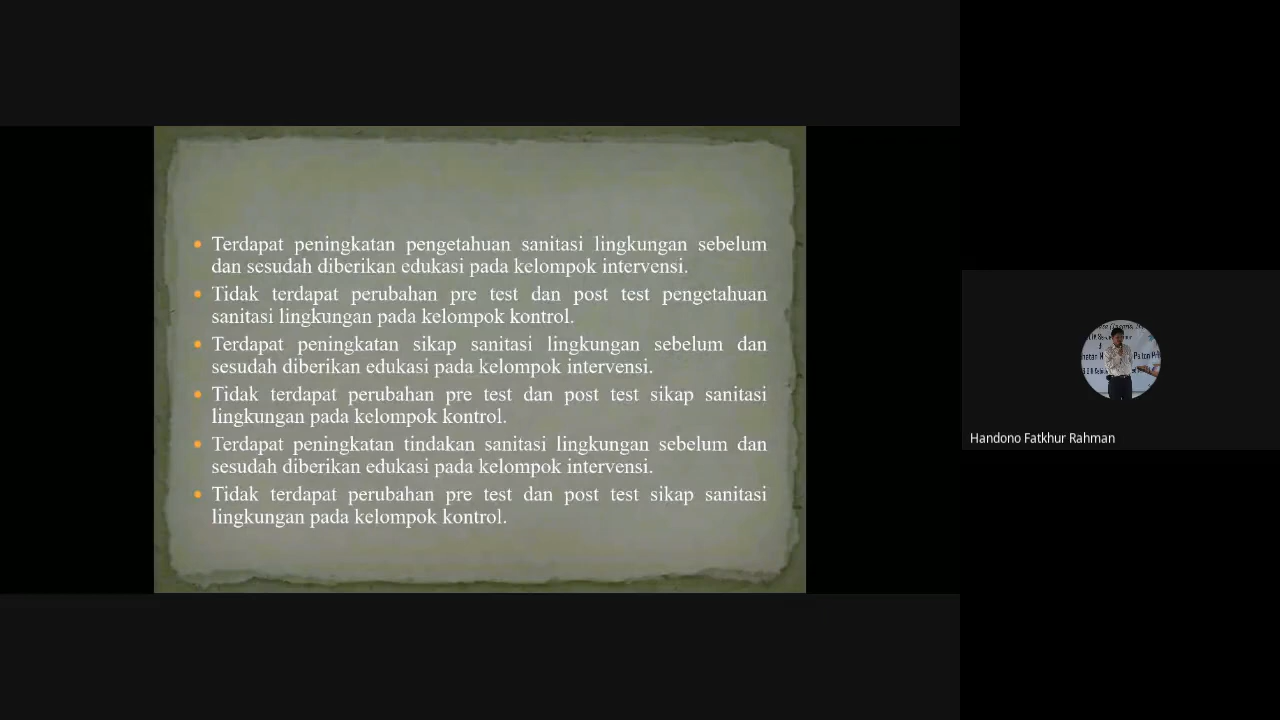 Terdapat peningkatan pengetahuan sanitasi lingkungan sebelum
dan sesudah diberikan edukasi pada kelompok intervensi.
Tidak terdapat perubahan pre test dan post test pengetahuan
sanitasi lingkungan pada kelompok kontrol.
Terdapat peningkatan sikap sanitasi lingkungan sebelum dan
sesudah diberikan edukasi pada kelompok intervensi.
Tidak terdapat perubahan pre test dan post test sikap sanitasi
lingkungan pada kelompok kontrol.
Terdapat peningkatan tindakan sanitasi lingkungan sebelum dan
sesudah diberikan edukasi pada kelompok intervensi.
Tidak terdapat perubahan pre test dan post test sikap sanitasi
lingkungan pada kelompok kontrol.
Handono Fatkhur Rahman